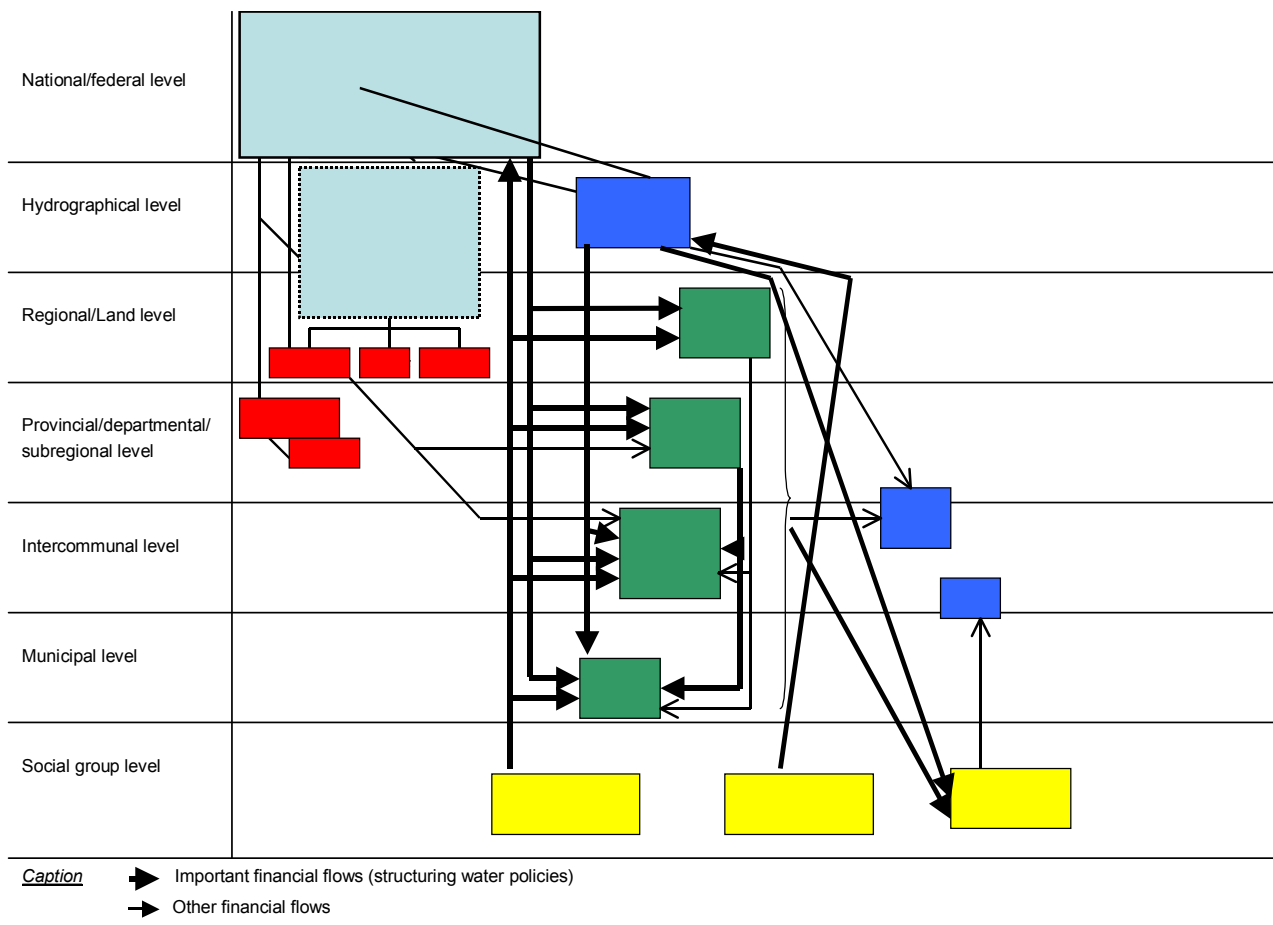 National/federal level
Hydrographical level
Regional/Land level
Provincial/departmental/
subregional level
Intercommunal level
Municipal level
Social group level
Caption
Important financial flows (structuring water policies)
Other financial flows